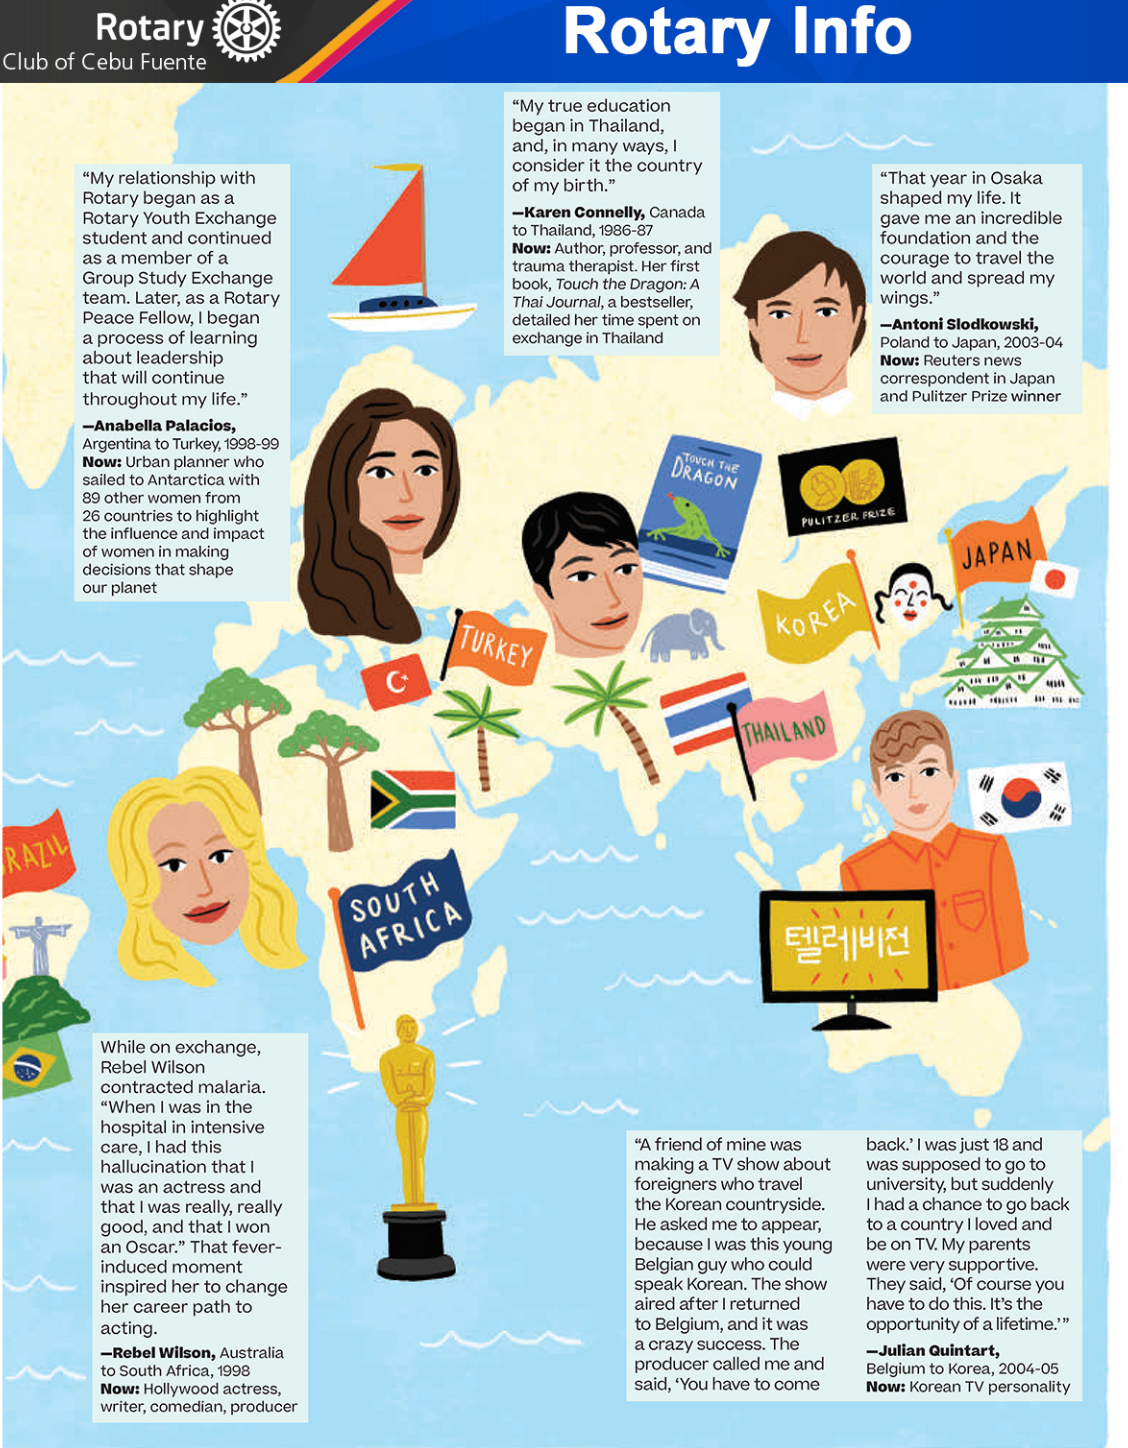 Rotary
Club of Cebu Fuente
Rotary Info
“My true education
began in Thailand,
and, in many ways, I
consider it the country
of my birth.”
—Karen Connelly, Canada
to Thailand, 1986-87
Now: Author, professor, and
trauma therapist. Her first
book, Touch the Dragon: A
Thai Journal, a bestseller,
detailed her time spent on
exchange in Thailand
“My relationship with
Rotary began as a
Rotary Youth Exchange
student and continued
as a member of a
Group Study Exchange
team. Later, as a Rotary
Peace Fellow, I began
a process of learning
about leadership
that will continue
throughout my life.”
—Anabella Palacios,
Argentina to Turkey, 1998-99
Now: Urban planner who
sailed to Antarctica with
89 other women from
26 countries to highlight
the influence and impact
of women in making
decisions that shape
our planet
“That year in Osaka
shaped my life. It
gave me an incredible
foundation and the
courage to travel the
world and spread my
wings.”
—Antoni Slodkowski,
Poland to Japan, 2003-04
Now: Reuters news
correspondent in Japan
and Pulitzer Prize winner
TOUCH THE
DRAGON
PULITZER PRIZE
JAPAN
KOREA
TURKEY
THAILAND
RAZIL
SOUTH
AFRICA
텔레비전
While on exchange,
Rebel Wilson
contracted malaria.
“When I was in the
hospital in intensive
care, I had this
hallucination that I
was an actress and
that I was really, really
good, and that I won
an Oscar.” That fever-
induced moment
inspired her to change
her career path to
acting.
—Rebel Wilson, Australia
to South Africa, 1998
Now: Hollywood actress,
writer, comedian, producer
“A friend of mine was
making a TV show about
foreigners who travel
the Korean countryside.
He asked me to appear,
because I was this young
Belgian guy who could
speak Korean. The show
aired after I returned
to Belgium, and it was
a crazy success. The
producer called me and
said, ‘You have to come
back.’ I was just 18 and
was supposed to go to
university, but suddenly
I had a chance to go back
to a country I loved and
be on TV. My parents
were very supportive.
They said, ‘Of course you
have to do this. It’s the
opportunity of a lifetime.’”
—Julian Quintart,
Belgium to Korea, 2004-05
Now: Korean TV personality